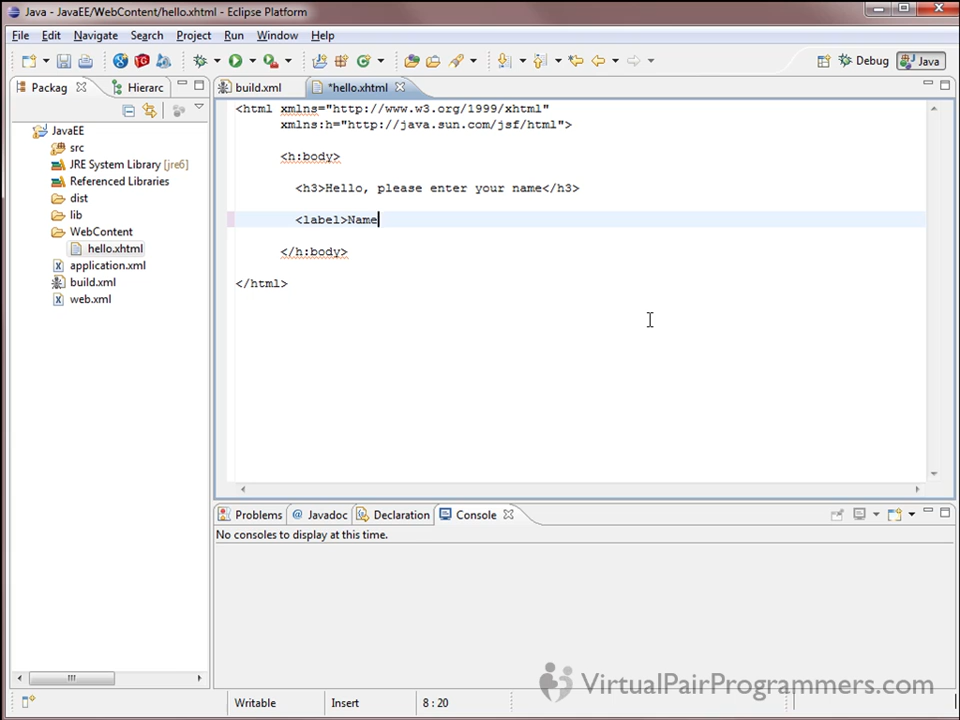 Java - JavaEE/WebContent/hello.xhtml - Eclipse Platform
File Edit Navigate Search Project Run Window Help
Debug Java
Packag Hierarc
JavaEE
src
JRE System Library [jre6]
Referenced Libraries
dist
lib
WebContent
hello.xhtml
application.xml
build.xml
web.xml
build.xml *hello.xhtml
<html xmlns="http://www.w3.org/1999/xhtml"
xmlns:h="http://java.sun.com/jsf/html">
<h:body>
<h3>Hello, please enter your name</h3>
<label>Name
</h:body>
</html>
Problems @ Javadoc Declaration Console
No consoles to display at this time.
VirtualPairProgrammers.com
Writable Insert 8 : 20